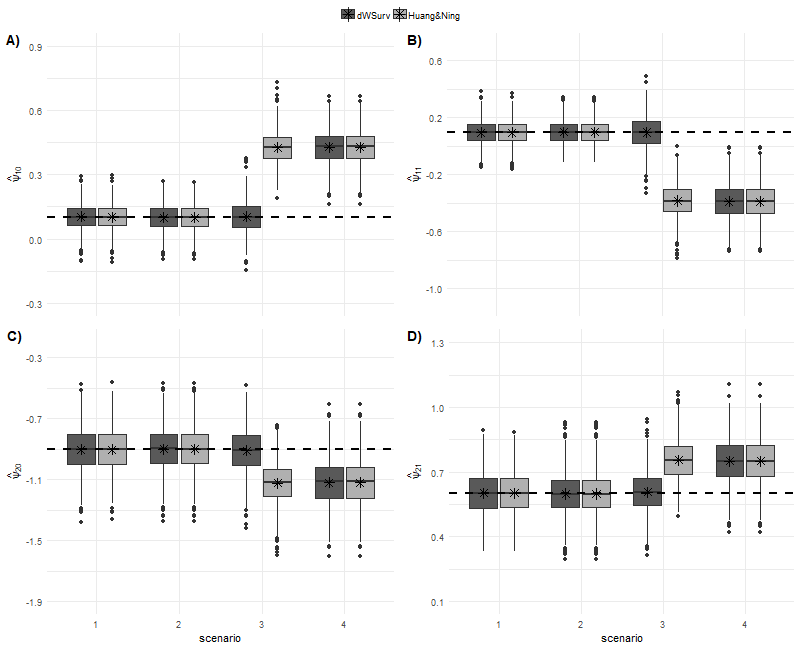 dWSurv Huang&Ning
A) B)
0.9
0.6
0.3
0.0
-0.3
ψ̂10
0.6
0.2
-0.2
-0.6
-1.0
ψ̂11
C) D)
-0.3
-0.7
-1.1
-1.5
-1.9
ψ̂20
1 2 3 4
scenario
1.3
1.0
0.7
0.4
0.1
ψ̂21
1 2 3 4
scenario